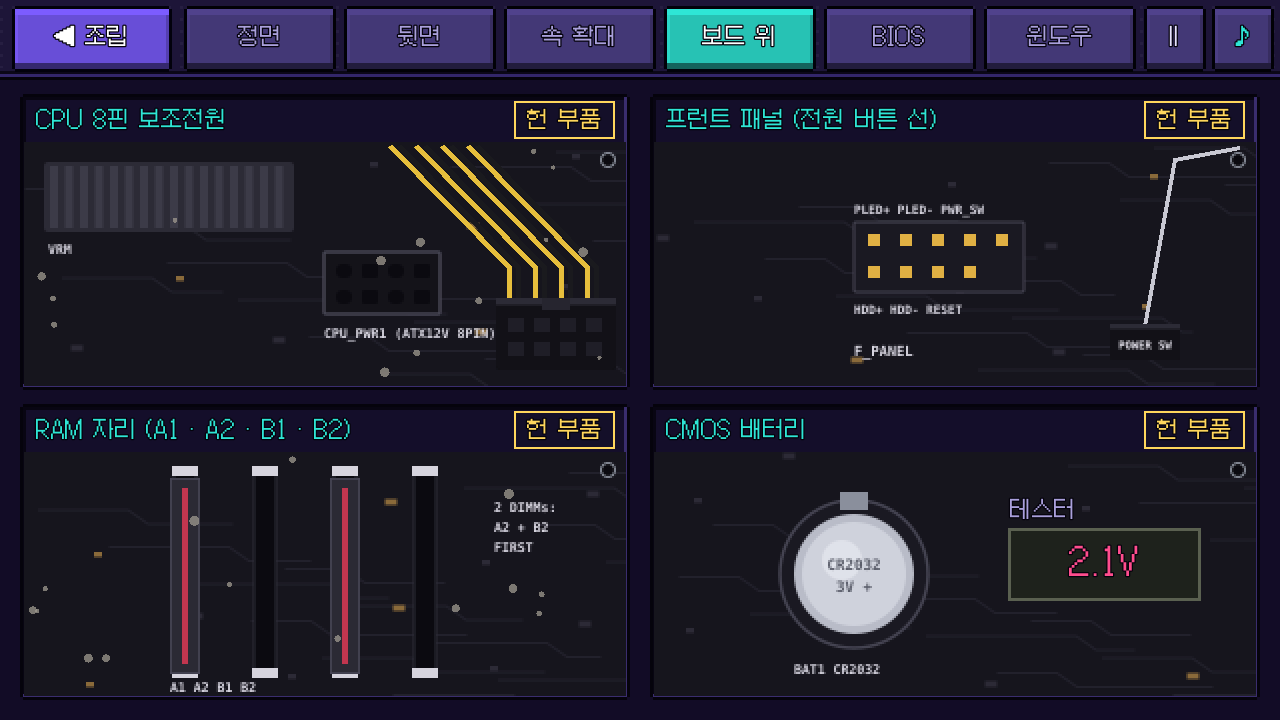 ◀ 조립
정면
뒷면
속 확대
보드 위
BIOS
윈도우
Ⅱ
♪
CPU 8핀 보조전원
헌 부품
VRM
CPU_PWR1 (ATX12V 8PIN)
프런트 패널 (전원 버튼 선)
헌 부품
PLED+ PLED- PWR_SW
HDD+ HDD- RESET
F_PANEL
POWER SW
RAM 자리 (A1 · A2 · B1 · B2)
헌 부품
2 DIMMs:
A2 + B2
FIRST
A1 A2 B1 B2
CMOS 배터리
헌 부품
CR2032
3V +
BAT1 CR2032
테스터
2.1V